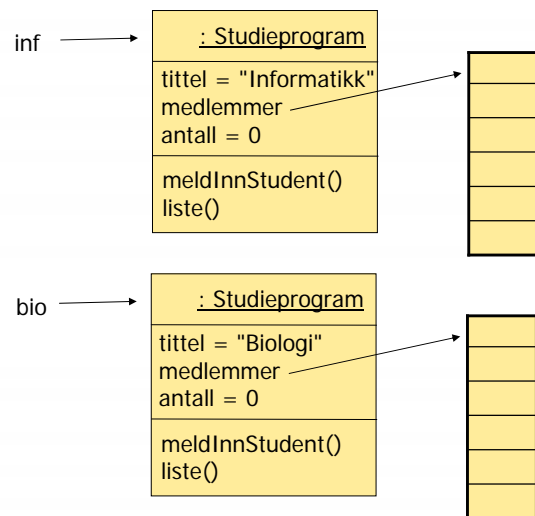 inf
: Studieprogram
tittel = "Informatikk"
medlemmer
antall = 0
meldInnStudent()
liste()
bio
: Studieprogram
tittel = "Biologi"
medlemmer
antall = 0
meldInnStudent()
liste()